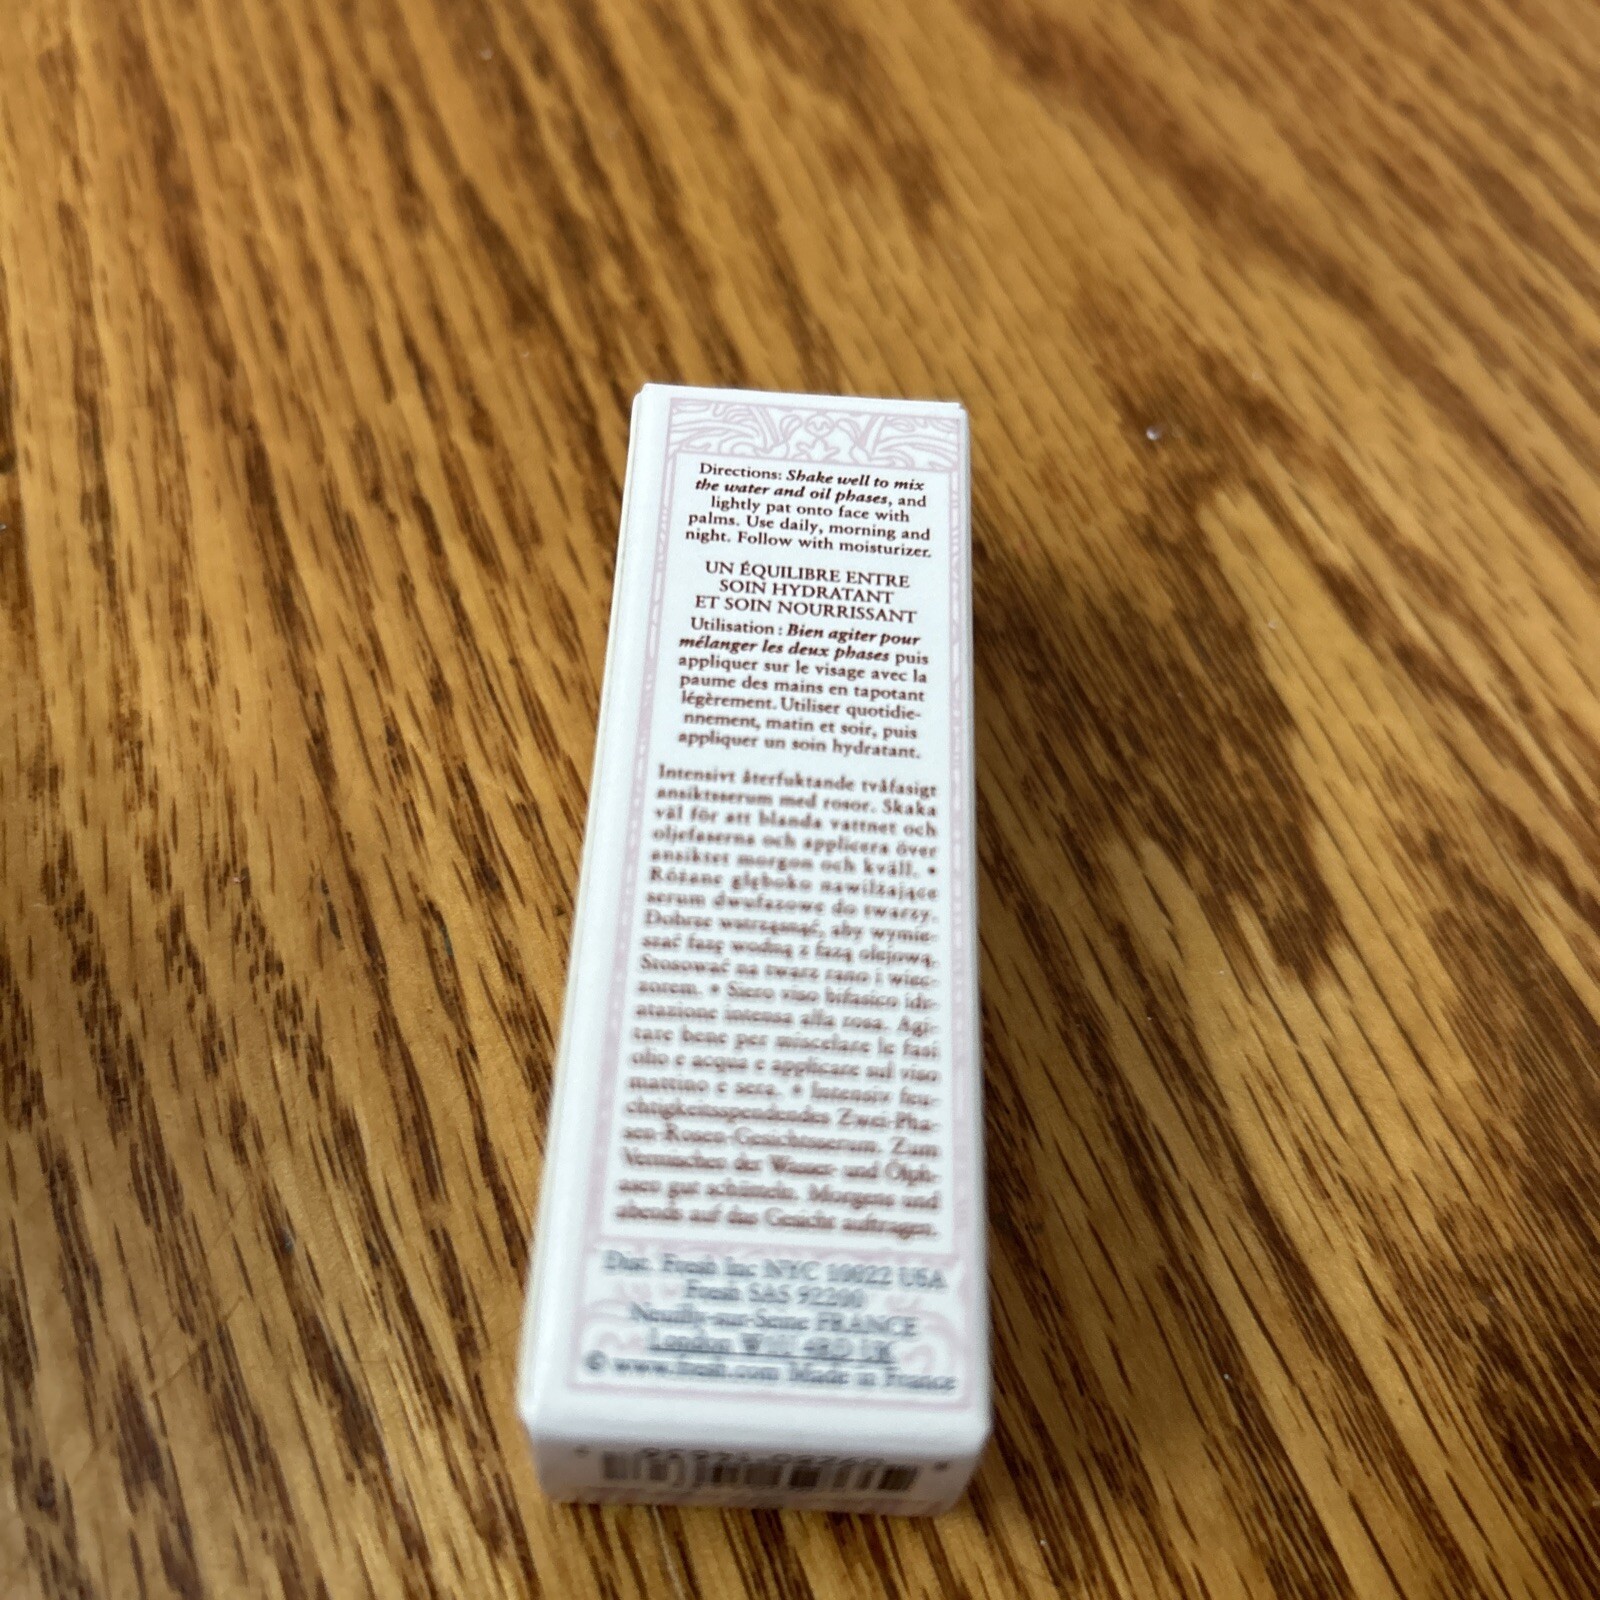 Directions: Shake well to mix
the water and oil phases, and
lightly pat onto face with
palms. Use daily, morning and
night. Follow with moisturizer.
UN ÉQUILIBRE ENTRE
SOIN HYDRATANT
ET SOIN NOURRISSANT
Utilisation : Bien agiter pour
mélanger les deux phases puis
appliquer sur le visage avec la
paume des mains en tapotant
légèrement. Utiliser quotidie-
nnement, matin et soir, puis
appliquer un soin hydratant.
Intensivt återfuktande tvåfasigt
ansiktsserum med rosor. Skaka
väl för att blanda vattnet och
oljefaserna och applicera över
ansiktet morgon och kväll. •
Różane głęboko nawilżające
serum dwufazowe do twarzy.
Dobrze wstrząsnąć, aby wymie-
szać fazę wodną z fazą olejową.
Stosować na twarz rano i wiec-
zorem. • Siero viso bifasico idr-
atazione intensa alla rosa. Agi-
tare bene per miscelare le fasi
olio e acqua e applicare sul viso
mattino e sera. • Intensiv feu-
chtigkeitsspendendes Zwei-Pha-
sen-Rosen-Gesichtsserum. Zum
Vermischen der Wasser- und Ölph-
asen gut schütteln. Morgens und
abends auf das Gesicht auftragen.
Dist. Fresh Inc NYC 10022 USA
Fresh SAS 92200
Neuilly-sur-Seine FRANCE
London
© www.fresh.com Made in France